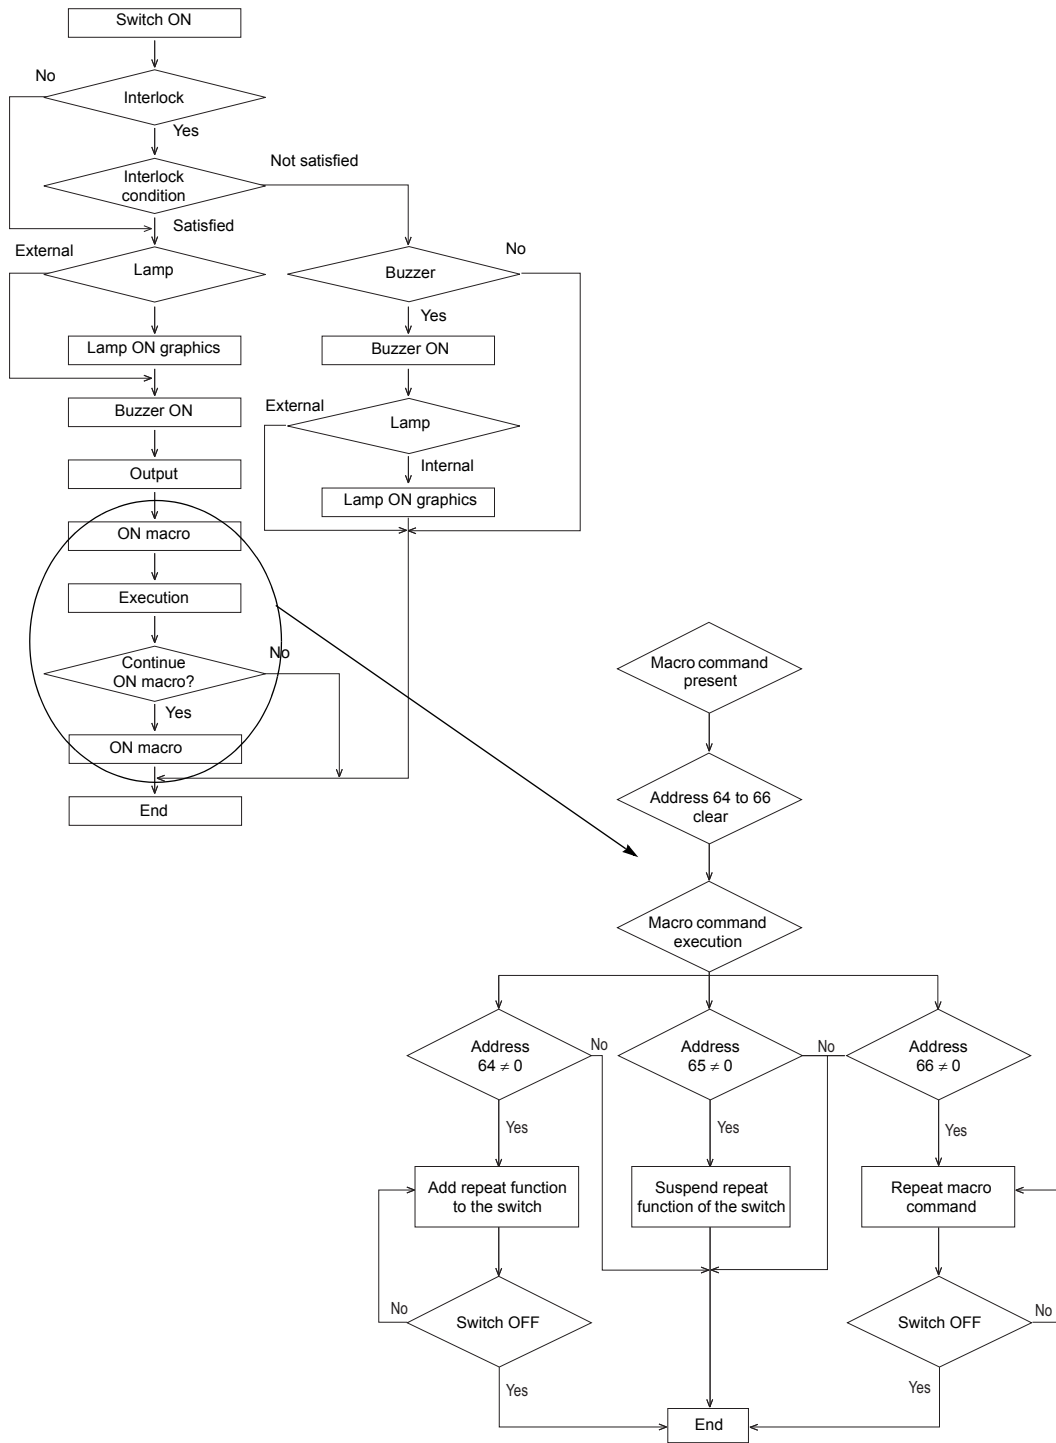 Switch ON
No
Interlock
Yes
Interlock
condition
Not satisfied
Satisfied
External
Lamp
Lamp ON graphics
Buzzer ON
Output
ON macro
Execution
Continue
ON macro?
No
Yes
ON macro
End
Buzzer
No
Yes
Buzzer ON
External
Lamp
Internal
Lamp ON graphics
Macro command
present
Address 64 to 66
clear
Macro command
execution
Address
64 ≠ 0
No
Address
65 ≠ 0
No
Address
66 ≠ 0
Yes
Yes
Yes
Add repeat function
to the switch
Suspend repeat
function of the switch
Repeat macro
command
No
Switch OFF
Switch OFF
No
Yes
Yes
End